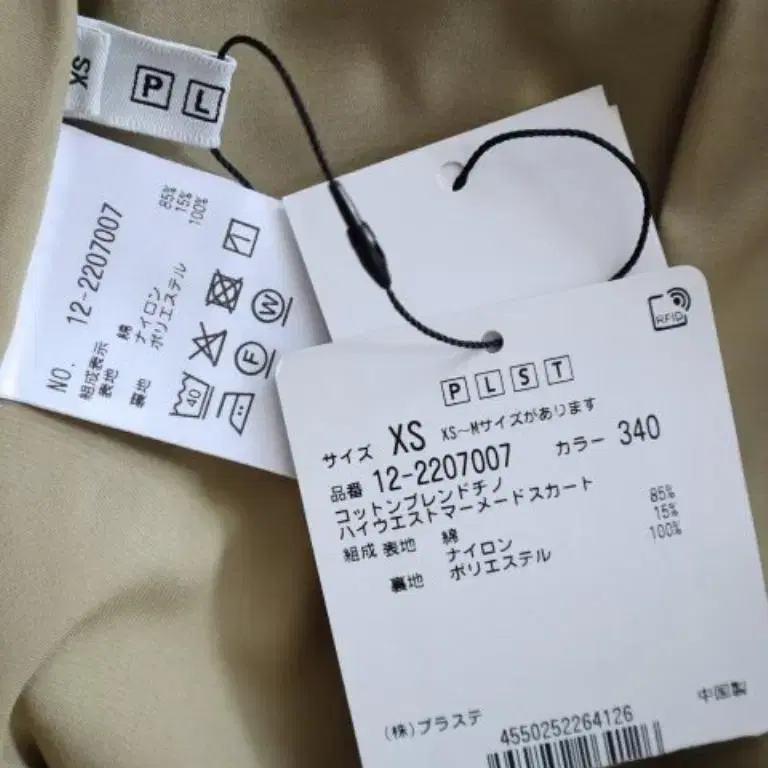 XS
P L
NO. 12-2207007
組成表示
表地 綿 85%
ナイロン 15%
裏地 ポリエステル 100%
40
F
W
RFID
PLST
サイズ XS XS~Mサイズがあります
品番 12-2207007 カラー 340
コットンブレンドチノ
ハイウエストマーメードスカート
組成 表地 綿 85%
ナイロン 15%
裏地 ポリエステル 100%
中国製
(株)プラステ
4550252264126